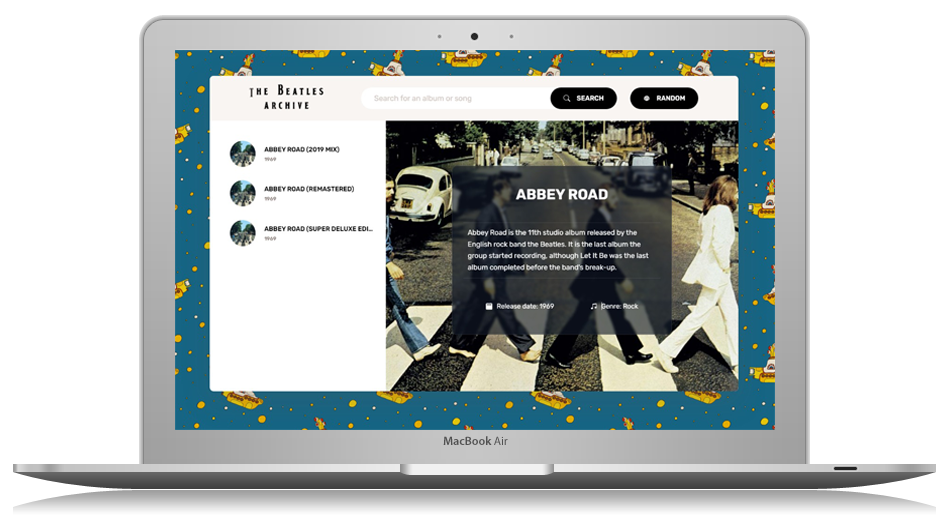 THE BEATLES
ARCHIVE
Search for an album or song
SEARCH
RANDOM
ABBEY ROAD (2019 MIX)
1969
ABBEY ROAD (REMASTERED)
1969
ABBEY ROAD (SUPER DELUXE EDI...
1969
ABBEY ROAD
Abbey Road is the 11th studio album released by the
English rock band the Beatles. It is the last album the
group started recording, although Let It Be was the last
album completed before the band's break-up.
Release date: 1969
Genre: Rock
MacBook Air